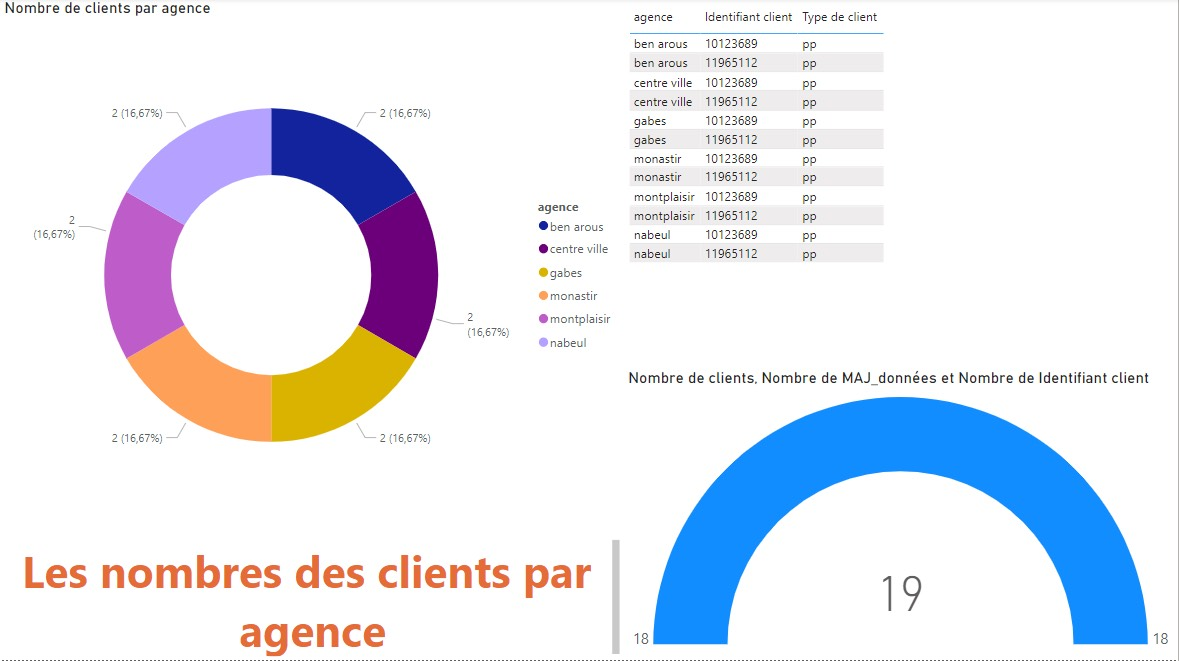 Nombre de clients par agence
2 (16,67%)
2 (16,67%)
2
(16,67%)
2
(16,67%)
2 (16,67%)
2 (16,67%)
agence
ben arous
centre ville
gabes
monastir
montplaisir
nabeul
agence Identifiant client Type de client
ben arous 10123689 pp
ben arous 11965112 pp
centre ville 10123689 pp
centre ville 11965112 pp
gabes 10123689 pp
gabes 11965112 pp
monastir 10123689 pp
monastir 11965112 pp
montplaisir 10123689 pp
montplaisir 11965112 pp
nabeul 10123689 pp
nabeul 11965112 pp
Nombre de clients, Nombre de MAJ_données et Nombre de Identifiant client
19
18 18
Les nombres des clients par
agence